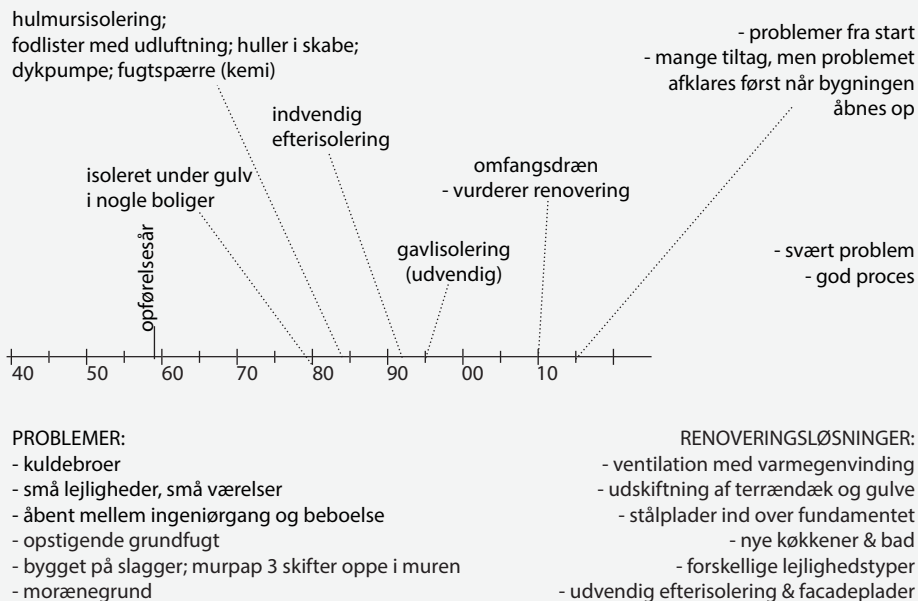 hulmursisolering;
fodlister med udluftning; huller i skabe;
dykpumpe; fugtspærre (kemi)
- problemer fra start
- mange tiltag, men problemet
afklares først når bygningen
åbnes op
indvendig
efterisolering
isoleret under gulv
i nogle boliger
omfangsdræn
- vurderer renovering
opførelsesår
gavlisolering
(udvendig)
- svært problem
- god proces
40 50 60 70 80 90 00 10
PROBLEMER:
- kuldebroer
- små lejligheder, små værelser
- åbent mellem ingeniørgang og beboelse
- opstigende grundfugt
- bygget på slagger; murpap 3 skifter oppe i muren
- morænegrund
RENOVERINGSLØSNINGER:
- ventilation med varmegenvinding
- udskiftning af terrændæk og gulve
- stålplader ind over fundamentet
- nye køkkener & bad
- forskellige lejlighedstyper
- udvendig efterisolering & facadeplader